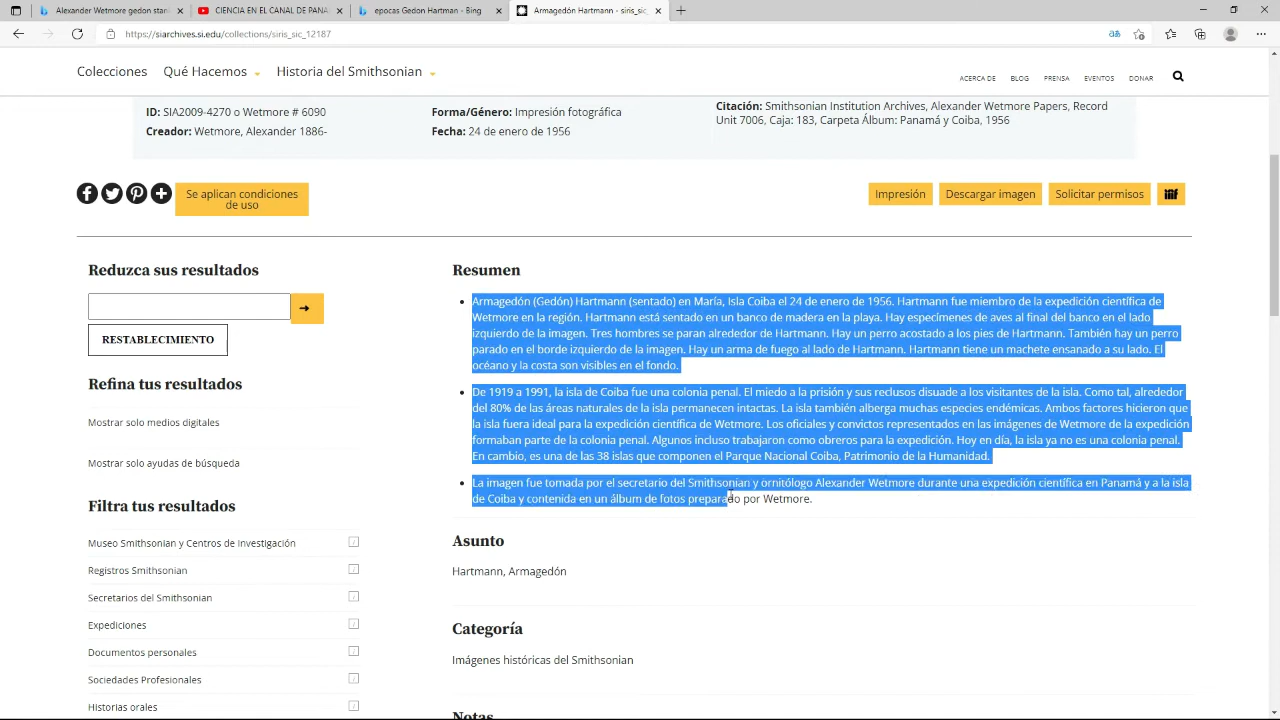 Alexander Wetmore gedon stan
CIENCIA EN EL CANAL DE PANA
epocas Gedon Hartmann - Bing
siarchives.si.edu/collections/siris_sic
https://siarchives.si.edu/collections/siris_sic_12187
Colecciones Qué Hacemos Historia del Smithsonian
ACERCA DE BLOG PRENSA EVENTOS DONAR
ID: SIA2009-4270 o Wetmore # 6090
Creador: Wetmore, Alexander 1886-
Forma/Género: Impresión fotográfica
Fecha: 24 de enero de 1956
Citación: Smithsonian Institution Archives, Alexander Wetmore Papers, Record
Unit 7006, Caja: 183, Carpeta Álbum: Panamá y Coiba, 1956
Se aplican condiciones
de uso
Impresión Descargar imagen Solicitar permisos iiif
Reduzca sus resultados
RESTABLECIMIENTO
Refina tus resultados
Mostrar solo medios digitales
Mostrar solo ayudas de búsqueda
Filtra tus resultados
Museo Smithsonian y Centros de Investigación
Registros Smithsonian
Secretarios del Smithsonian
Expediciones
Documentos personales
Sociedades Profesionales
Historias orales
Resumen
Armagedón (Gedón) Hartmann (sentado) en María, Isla Coiba el 24 de enero de 1956. Hartmann fue miembro de la expedición científica de
Wetmore en la región. Hartmann está sentado en un banco de madera en la playa. Hay especímenes de aves al final del banco en el lado
izquierdo de la imagen. Tres hombres se paran alrededor de Hartmann. Hay un perro acostado a los pies de Hartmann. También hay un perro
parado en el borde izquierdo de la imagen. Hay un arma de fuego al lado de Hartmann. Hartmann tiene un machete ensanado a su lado. El
océano y la costa son visibles en el fondo.
De 1919 a 1991, la isla de Coiba fue una colonia penal. El miedo a la prisión y sus reclusos disuade a los visitantes de la isla. Como tal, alrededor
del 80% de las áreas naturales de la isla permanecen intactas. La isla también alberga muchas especies endémicas. Ambos factores hicieron que
la isla fuera ideal para la expedición científica de Wetmore. Los oficiales y convictos representados en las imágenes de Wetmore de la expedición
formaban parte de la colonia penal. Algunos incluso trabajaron como obreros para la expedición. Hoy en día, la isla ya no es una colonia penal.
En cambio, es una de las 38 islas que componen el Parque Nacional Coiba, Patrimonio de la Humanidad.
La imagen fue tomada por el secretario del Smithsonian y ornitólogo Alexander Wetmore durante una expedición científica en Panamá y a la isla
de Coiba y contenida en un álbum de fotos preparado por Wetmore.
Asunto
Hartmann, Armagedón
Categoría
Imágenes históricas del Smithsonian
Notas